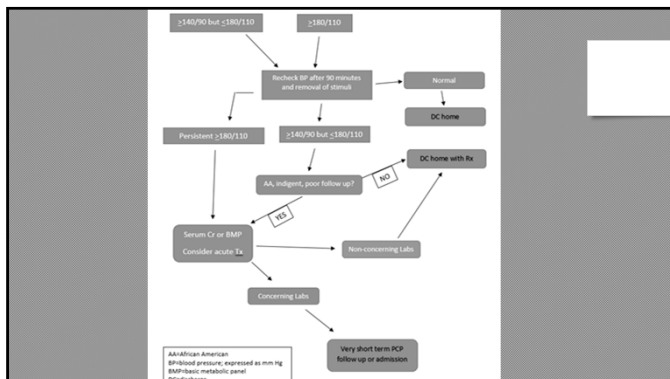 >140/90 but <180/110
>180/110
Recheck BP after 90 minutes
and removal of stimuli
Normal
DC home
Persistent >180/110
>140/90 but <180/110
DC home with Rx
AA, indigent, poor follow up?
NO
YES
Serum Cr or BMP
Consider acute Tx
Non-concerning Labs
Concerning Labs
Very short term PCP
follow up or admission
AA=African American
BP=blood pressure; expressed as mm Hg
BMP=basic metabolic panel